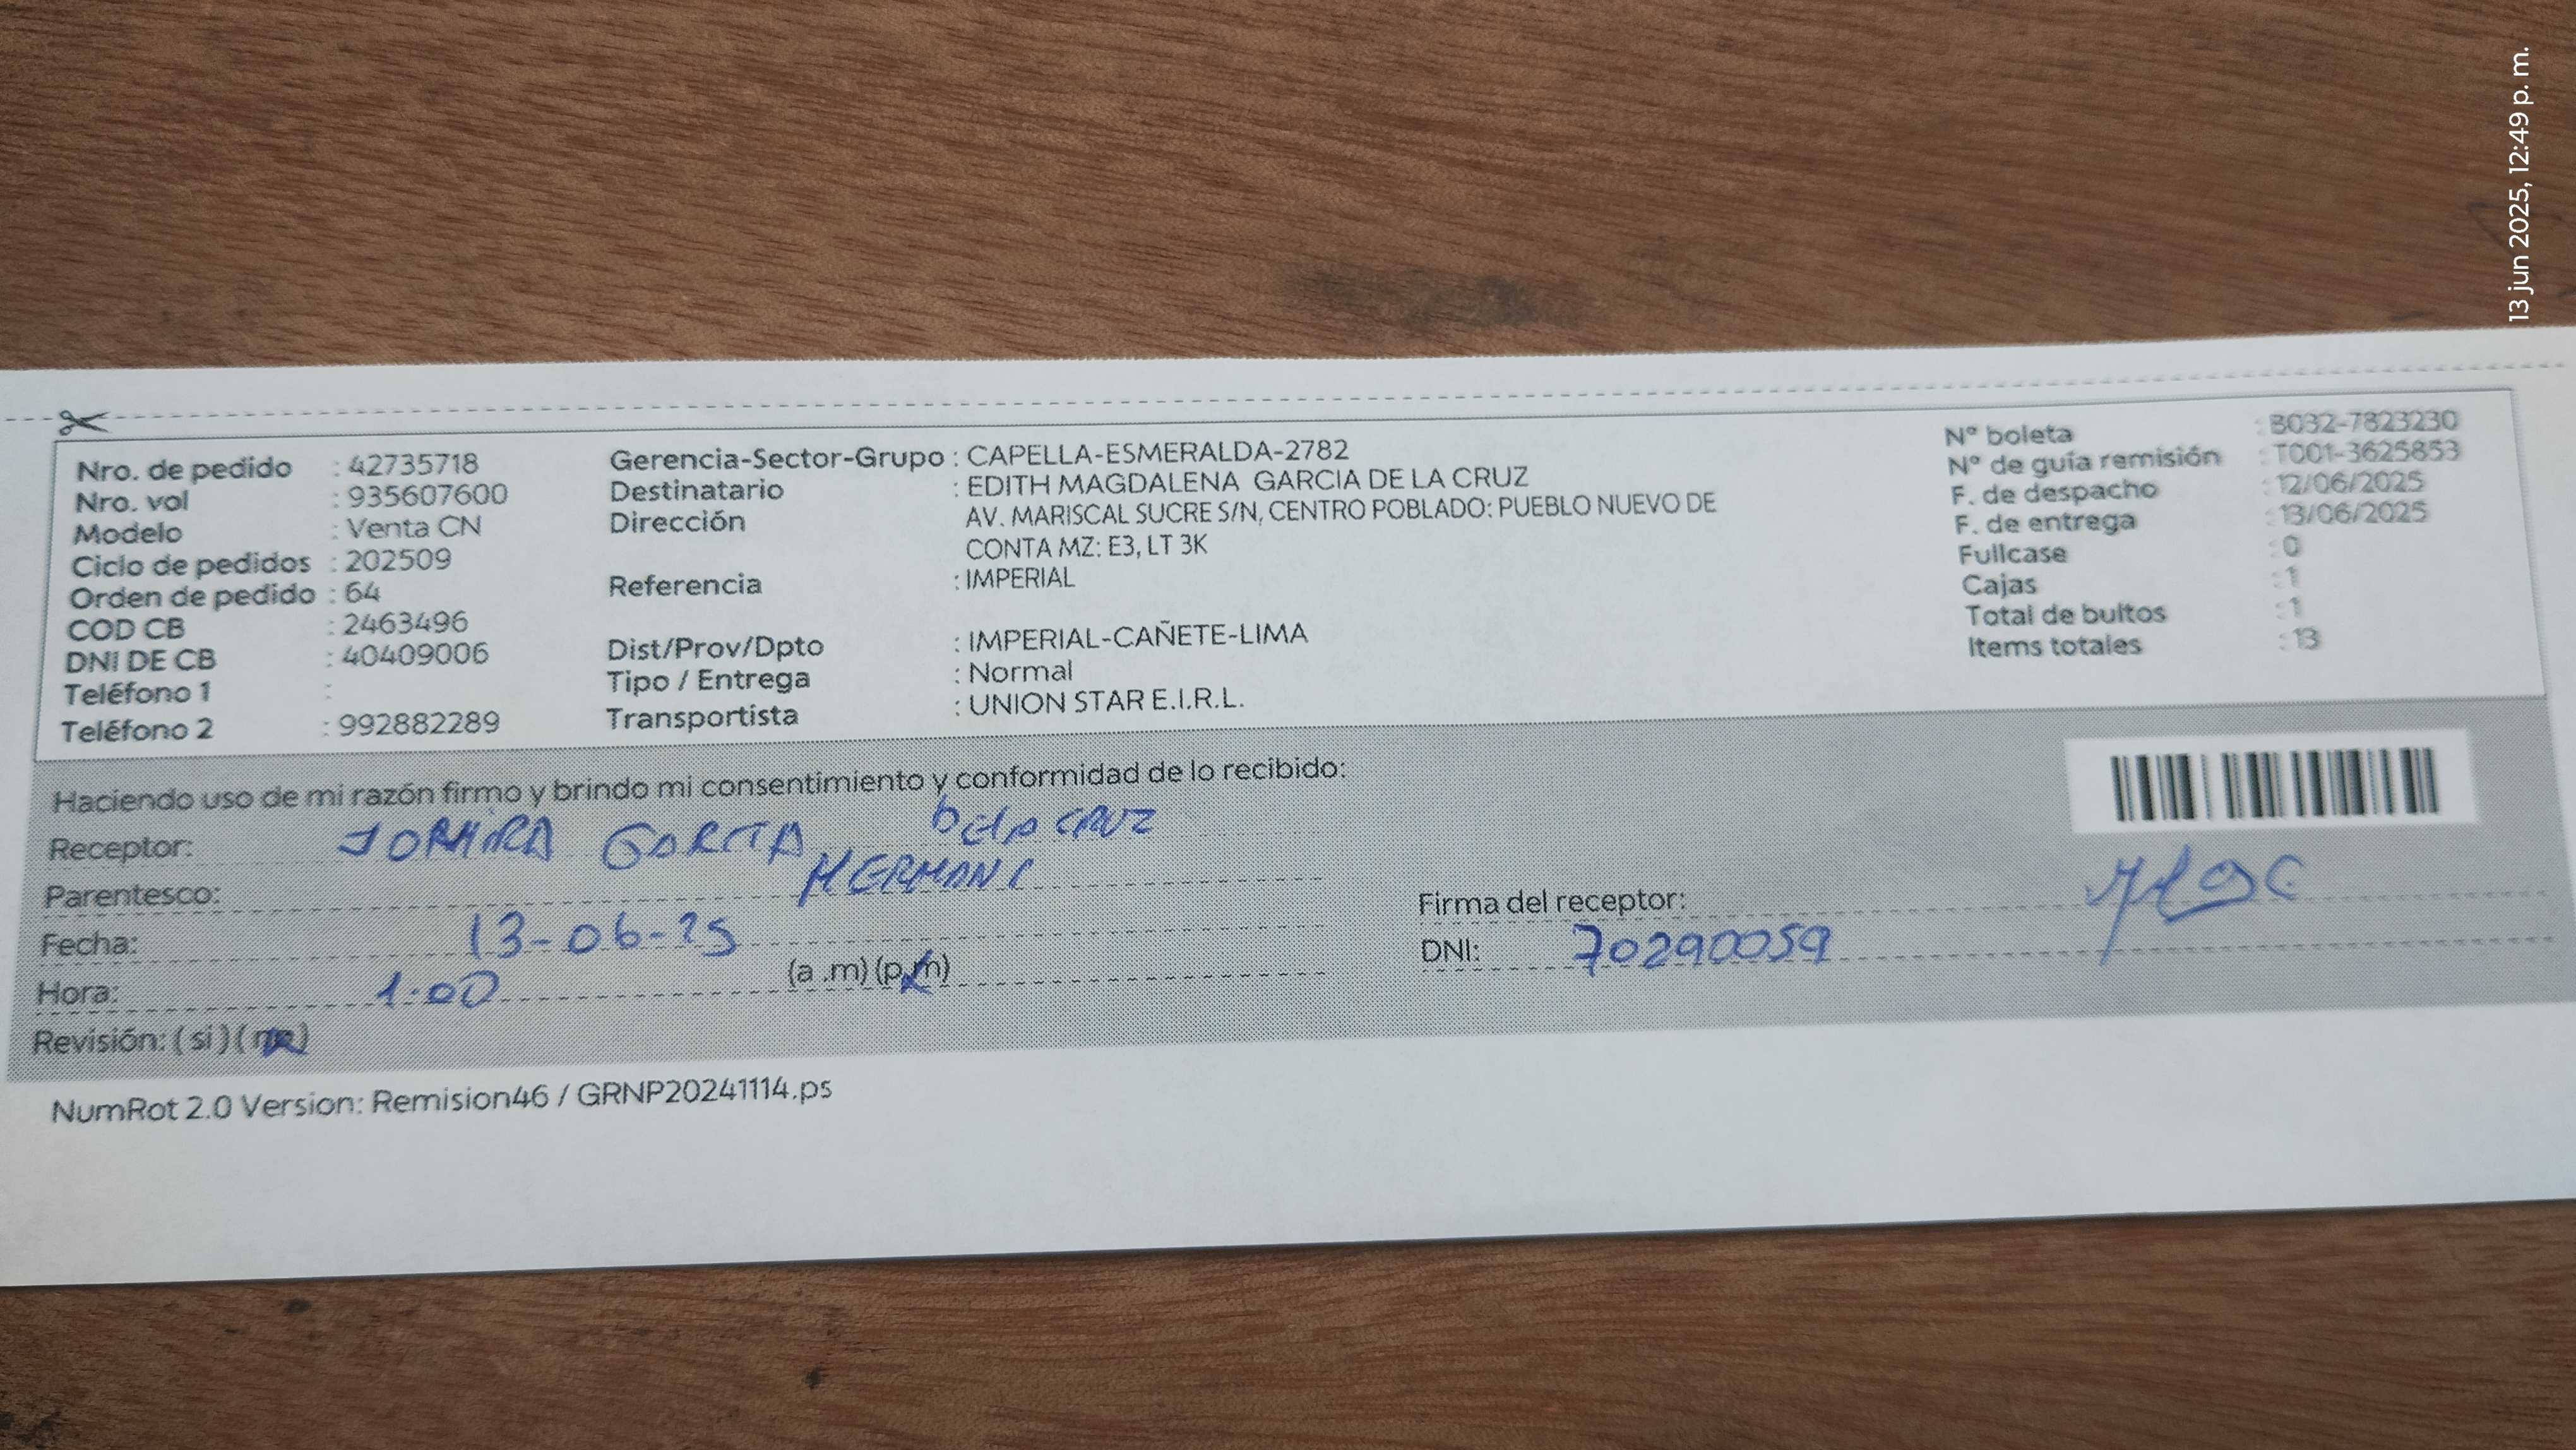 13 jun 2025, 12:49 p. m.
Nro. de pedido : 42735718
Nro. vol : 935607600
Modelo : Venta CN
Ciclo de pedidos : 202509
Orden de pedido : 64
COD CB : 2463496
DNI DE CB : 40409006
Teléfono 1 :
Teléfono 2 : 992882289
Gerencia-Sector-Grupo : CAPELLA-ESMERALDA-2782
Destinatario : EDITH MAGDALENA GARCIA DE LA CRUZ
Dirección AV. MARISCAL SUCRE S/N, CENTRO POBLADO: PUEBLO NUEVO DE
CONTA MZ: E3, LT 3K
Referencia : IMPERIAL
Dist/Prov/Dpto : IMPERIAL-CAÑETE-LIMA
Tipo / Entrega : Normal
Transportista : UNION STAR E.I.R.L.
Nº boleta : B032-7823230
Nº de guía remisión : T001-3625853
F. de despacho : 12/06/2025
F. de entrega : 13/06/2025
Fullcase : 0
Cajas : 1
Total de bultos : 1
Items totales : 13
Haciendo uso de mi razón firmo y brindo mi consentimiento y conformidad de lo recibido:
Receptor: GARCIA DE LA CRUZ
Parentesco: HERMANA
Fecha: 13-06-25
Hora: 1:00 (a .m) (p.m)
Revisión: ( si ) ( no )
Firma del receptor:
DNI: 70290059
NumRot 2.0 Version: Remision46 / GRNP20241114.ps